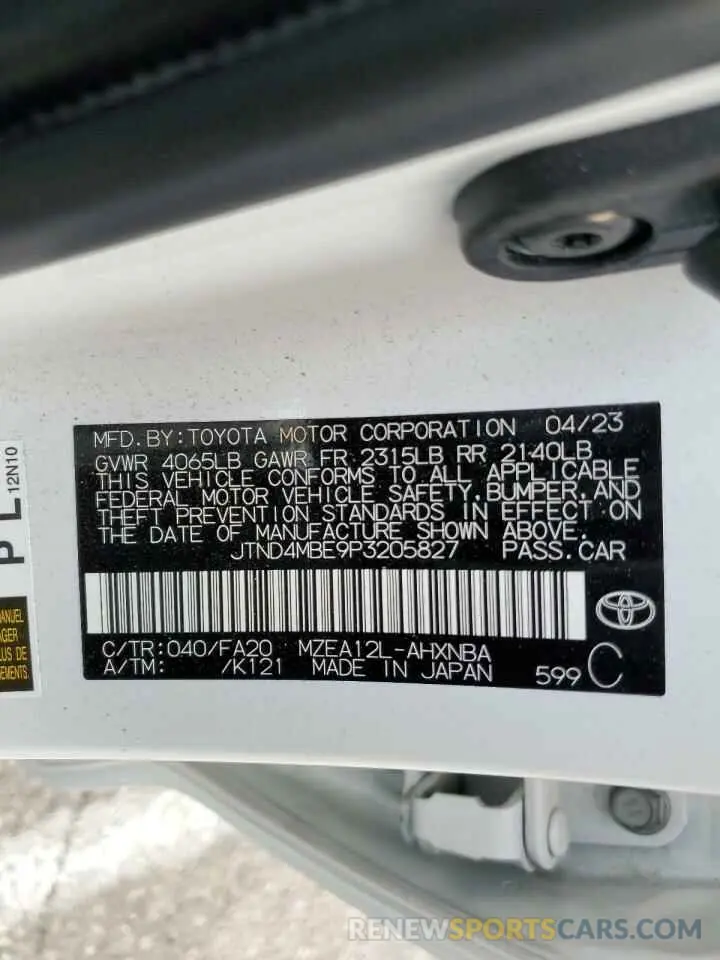 MFD. BY: TOYOTA MOTOR CORPORATION 04/23
GVWR 4065LB GAWR FR 2315LB RR 2140LB
THIS VEHICLE CONFORMS TO ALL APPLICABLE
FEDERAL MOTOR VEHICLE SAFETY, BUMPER, AND
THEFT PREVENTION STANDARDS IN EFFECT ON
THE DATE OF MANUFACTURE SHOWN ABOVE.
JTND4MBE9P3205827 PASS. CAR
C/TR: 040/FA20 MZEA12L-AHXNBA
A/TM: /K121 MADE IN JAPAN 599 C
P L 12N10
RENEWSPORTSCARS.COM